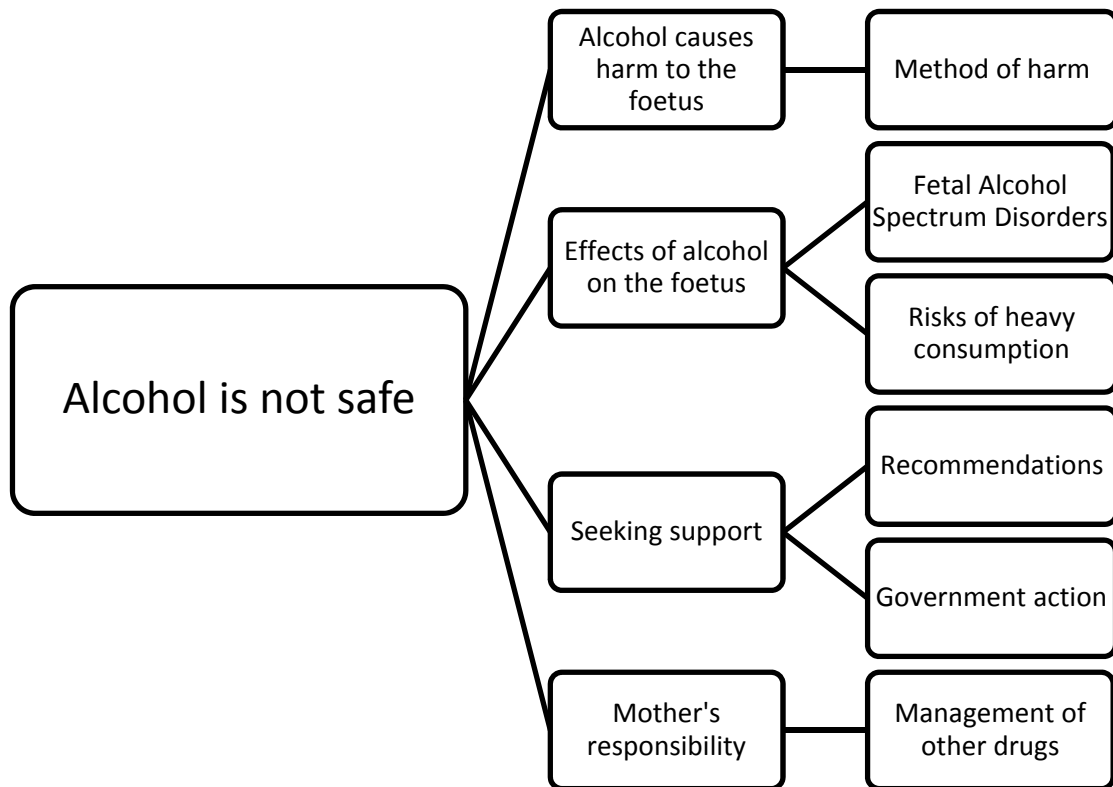 Alcohol is not safe
Alcohol causes
harm to the
foetus
Method of harm
Effects of alcohol
on the foetus
Fetal Alcohol
Spectrum Disorders
Risks of heavy
consumption
Seeking support
Recommendations
Government action
Mother's
responsibility
Management of
other drugs